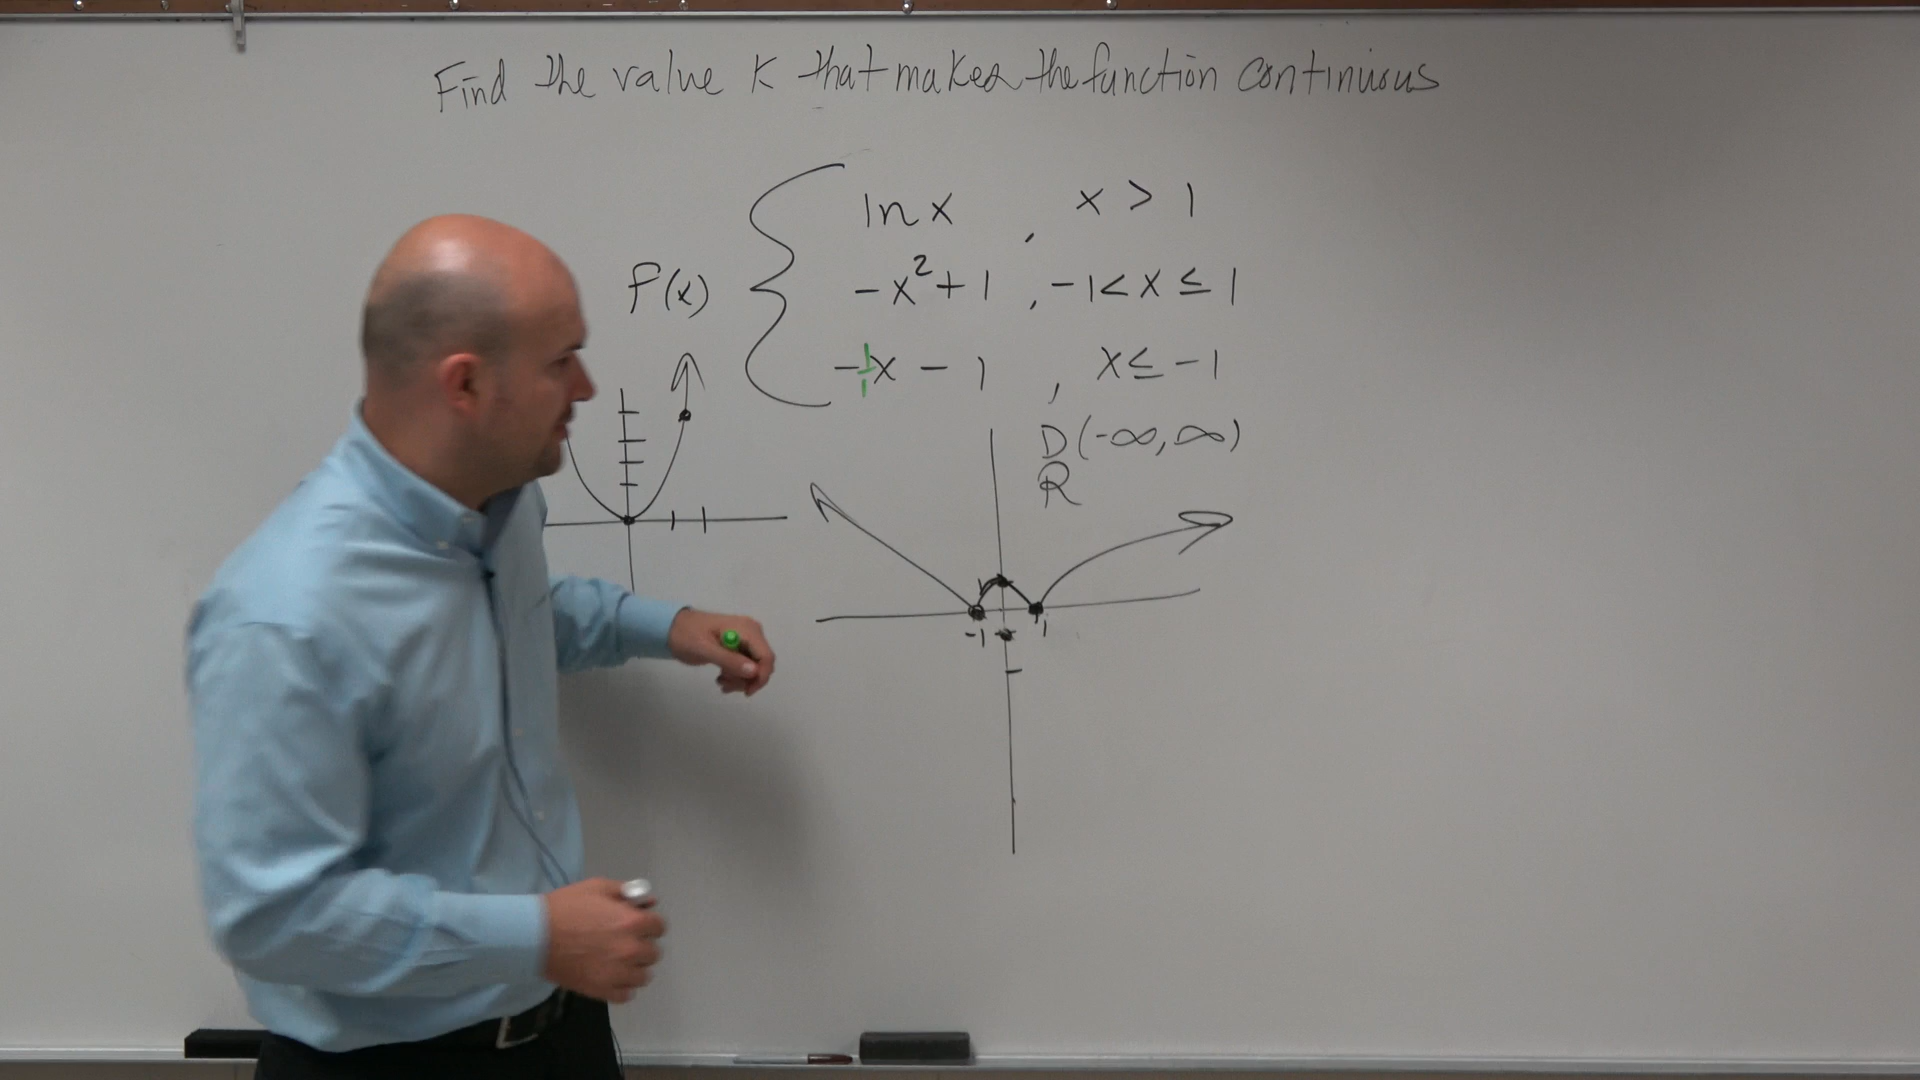 Find the value K that makes the function continuous
ln x , x > 1
f(x) { -x² + 1 , -1 < x ≤ 1
-1/1x - 1 , x ≤ -1
D (-∞, ∞)
R
-1 1